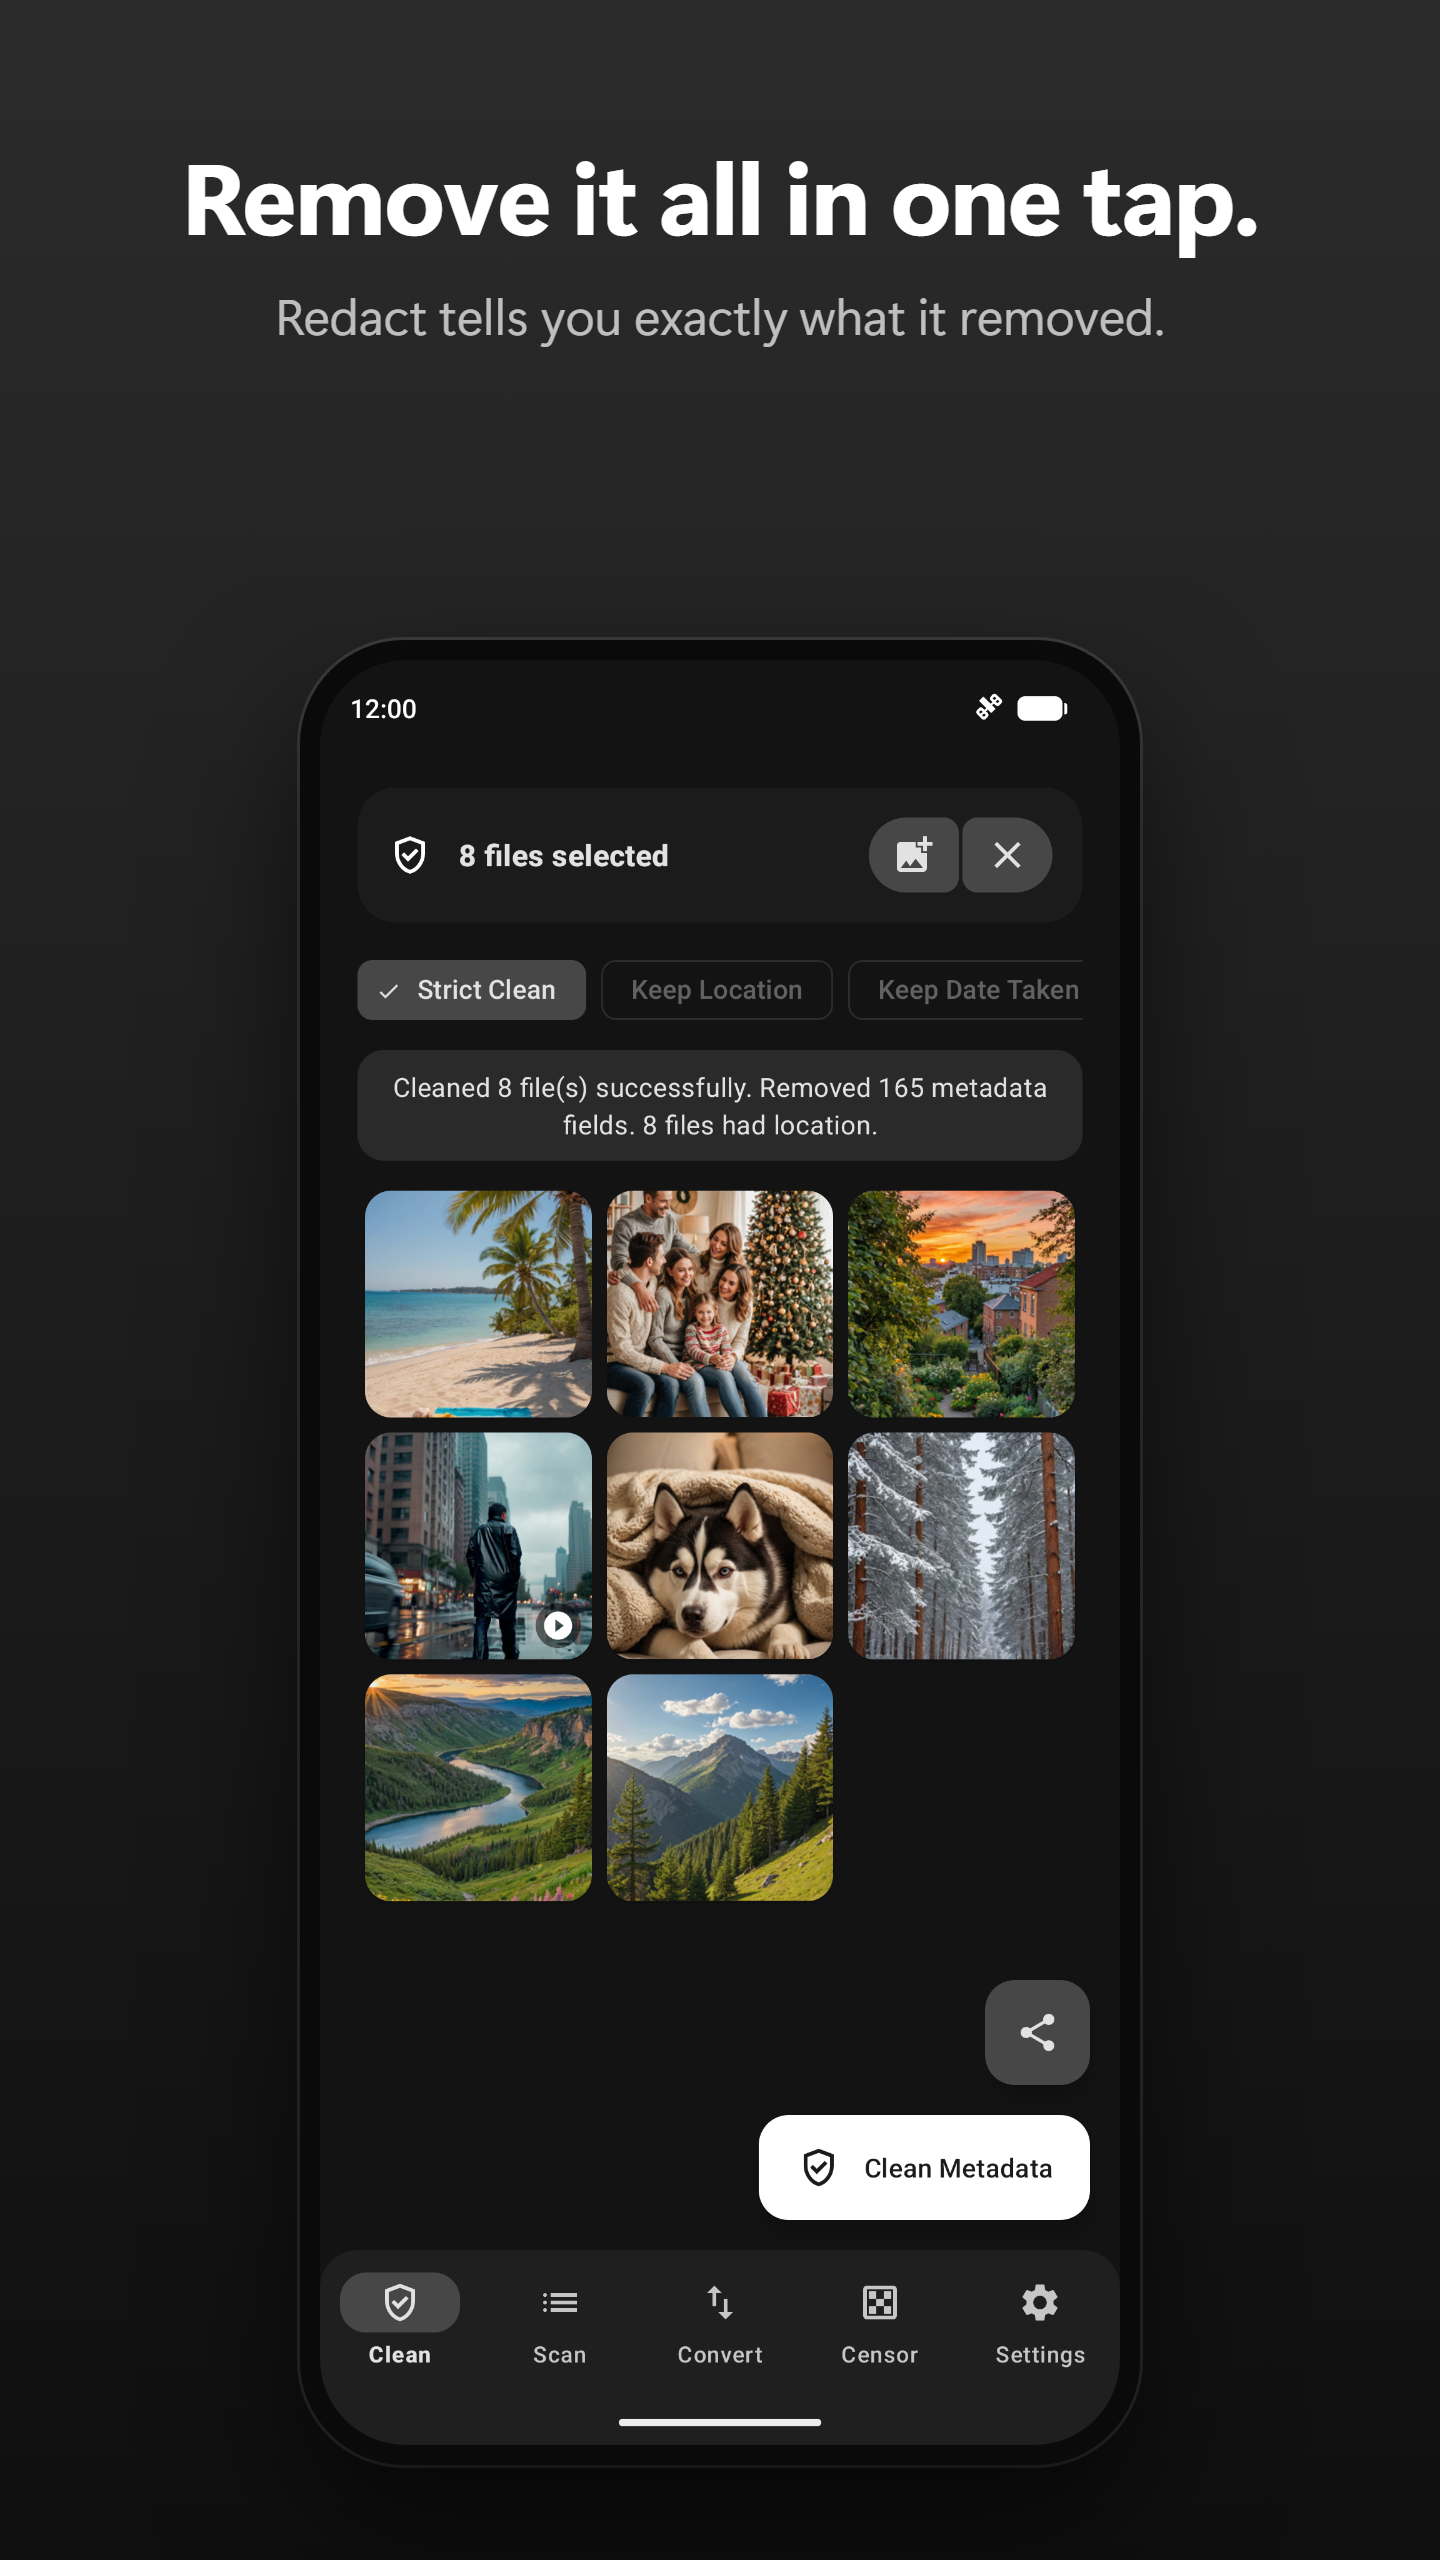 Remove it all in one tap.
Redact tells you exactly what it removed.
12:00
8 files selected
Strict Clean
Keep Location
Keep Date Taken
Cleaned 8 file(s) successfully. Removed 165 metadata
fields. 8 files had location.
Clean Metadata
Clean
Scan
Convert
Censor
Settings